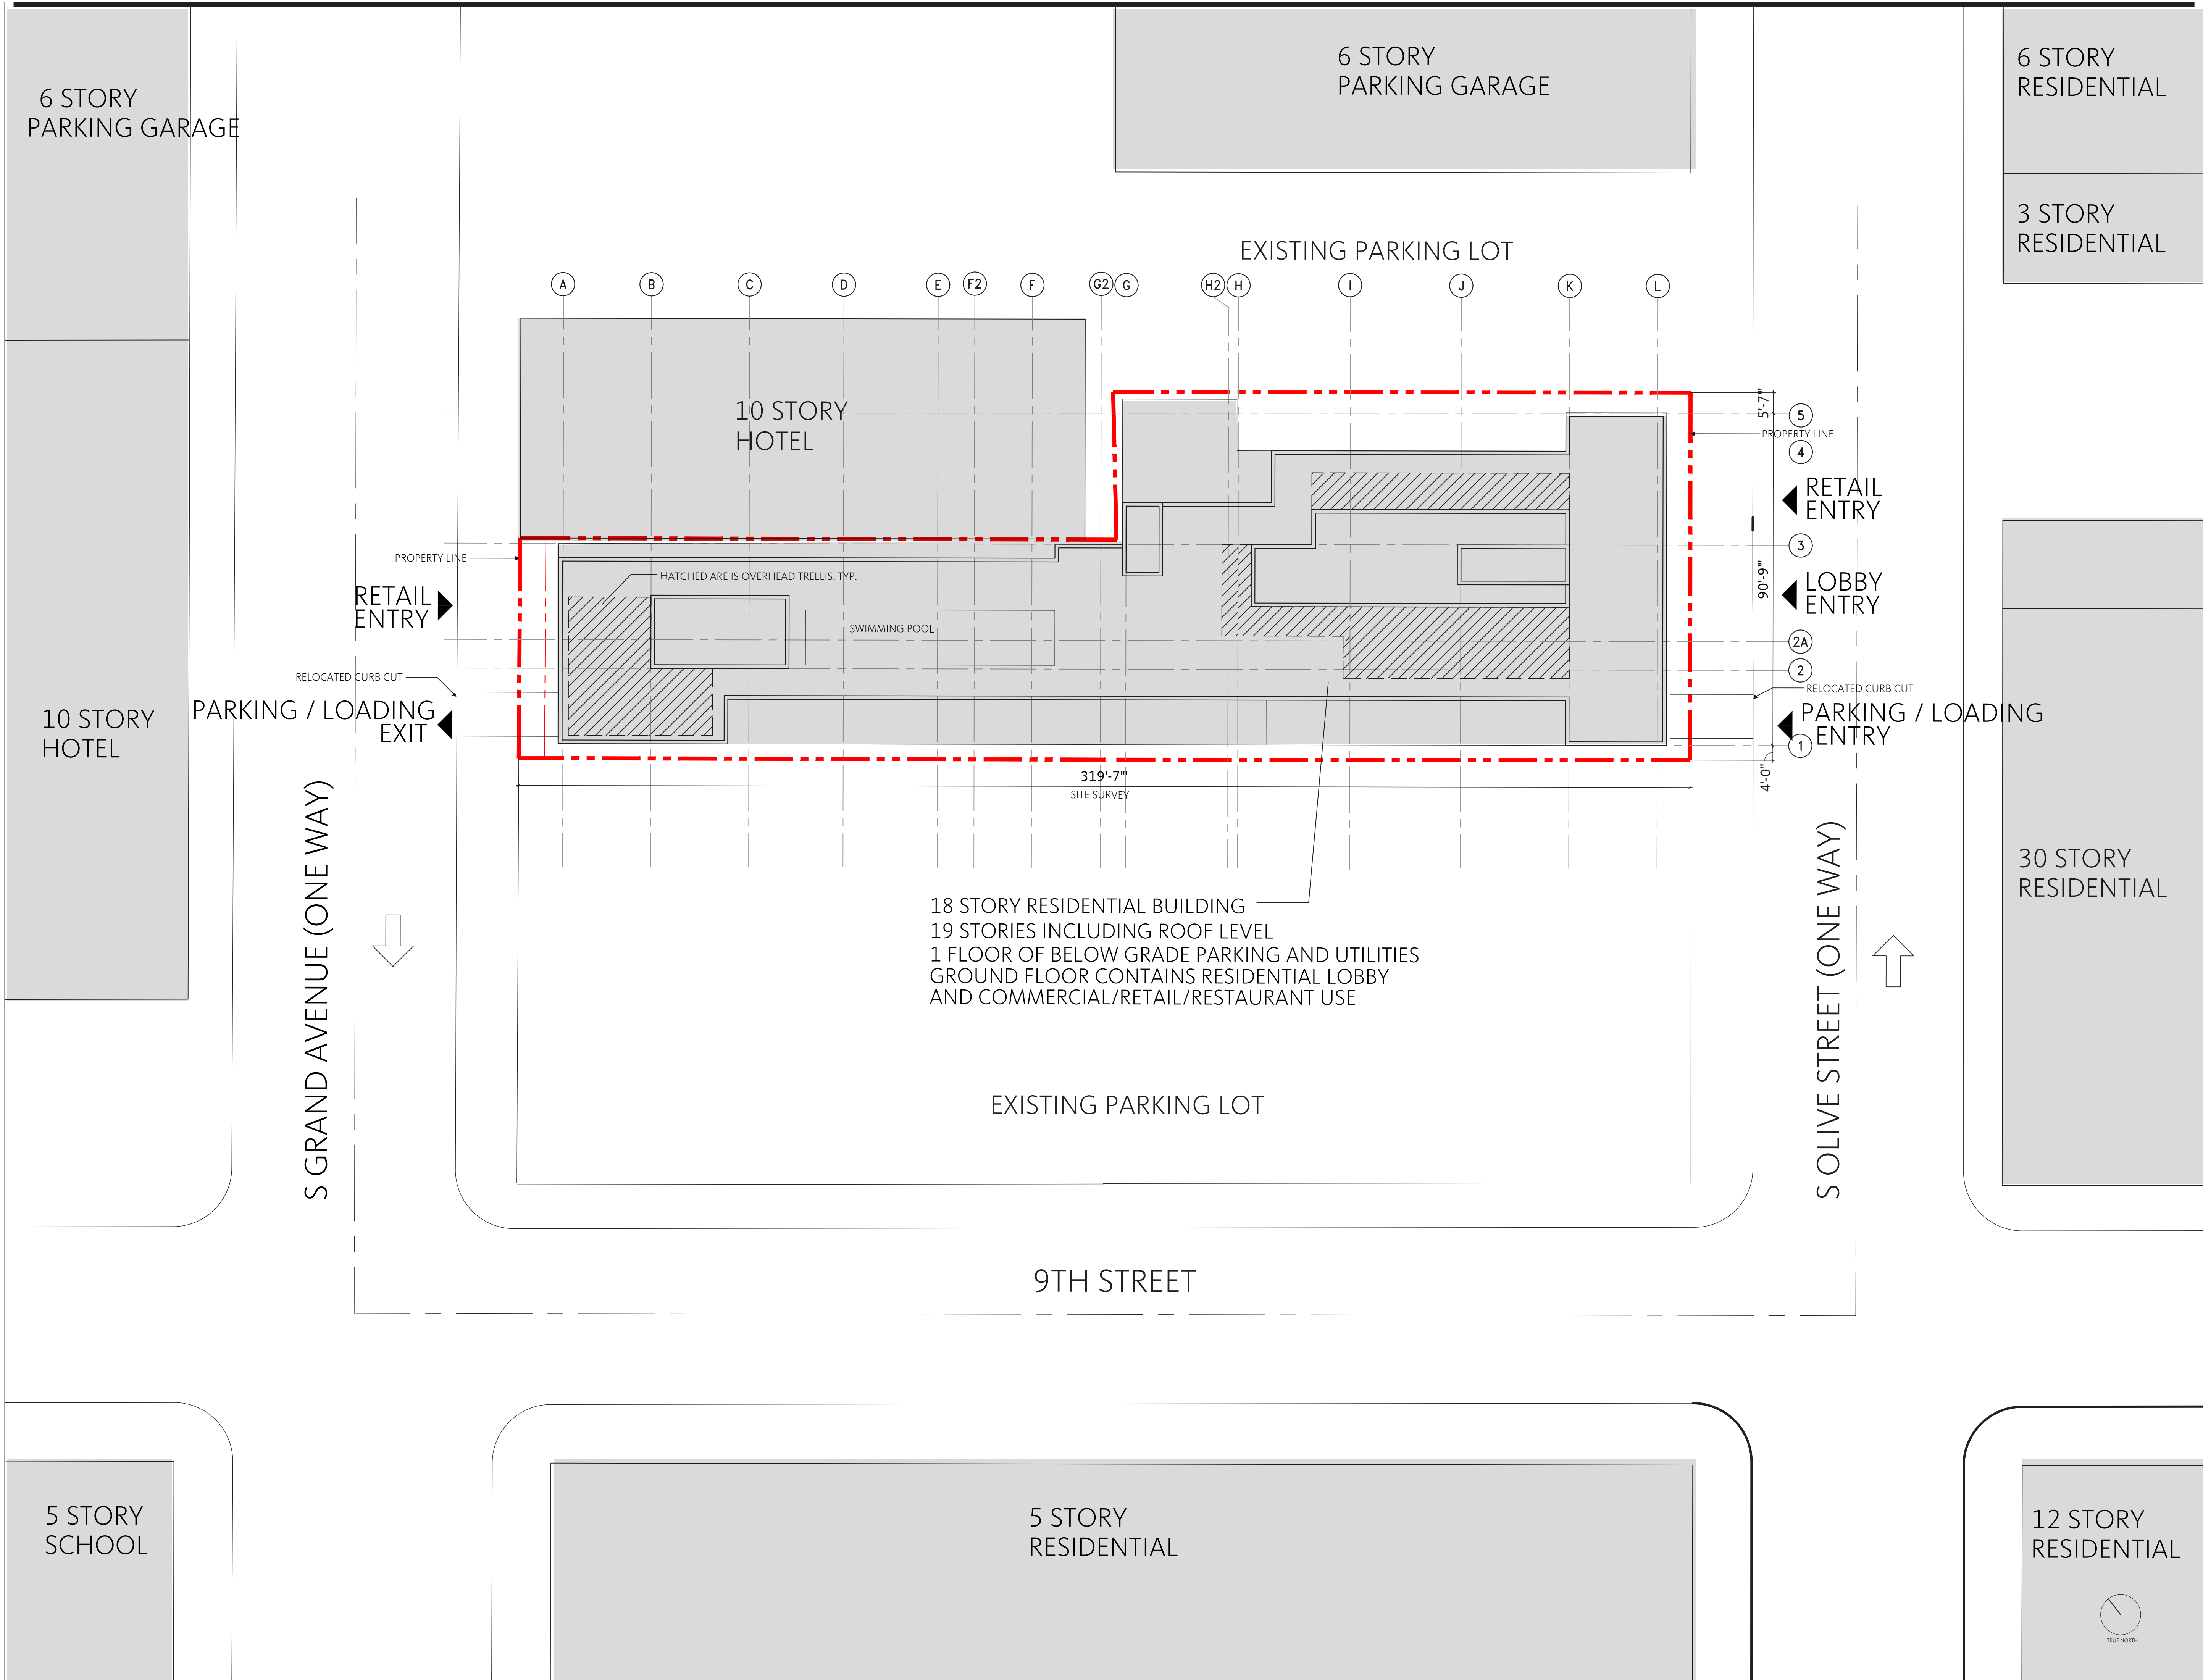 6 STORY
PARKING GARAGE
6 STORY
PARKING GARAGE
6 STORY
RESIDENTIAL
3 STORY
RESIDENTIAL
EXISTING PARKING LOT
A
B
C
D
E
F2
F
G2
G
H2
H
I
J
K
L
10 STORY
HOTEL
5'-7"'
5
PROPERTY LINE
4
RETAIL
ENTRY
3
PROPERTY LINE
HATCHED ARE IS OVERHEAD TRELLIS, TYP.
RETAIL
ENTRY
90'-9"'
LOBBY
ENTRY
SWIMMING POOL
2A
2
RELOCATED CURB CUT
RELOCATED CURB CUT
PARKING / LOADING
EXIT
PARKING / LOADING
ENTRY
1
10 STORY
HOTEL
4'-0"
319'-7"'
SITE SURVEY
S GRAND AVENUE (ONE WAY)
S OLIVE STREET (ONE WAY)
30 STORY
RESIDENTIAL
18 STORY RESIDENTIAL BUILDING
19 STORIES INCLUDING ROOF LEVEL
1 FLOOR OF BELOW GRADE PARKING AND UTILITIES
GROUND FLOOR CONTAINS RESIDENTIAL LOBBY
AND COMMERCIAL/RETAIL/RESTAURANT USE
EXISTING PARKING LOT
9TH STREET
5 STORY
SCHOOL
5 STORY
RESIDENTIAL
12 STORY
RESIDENTIAL
TRUE NORTH